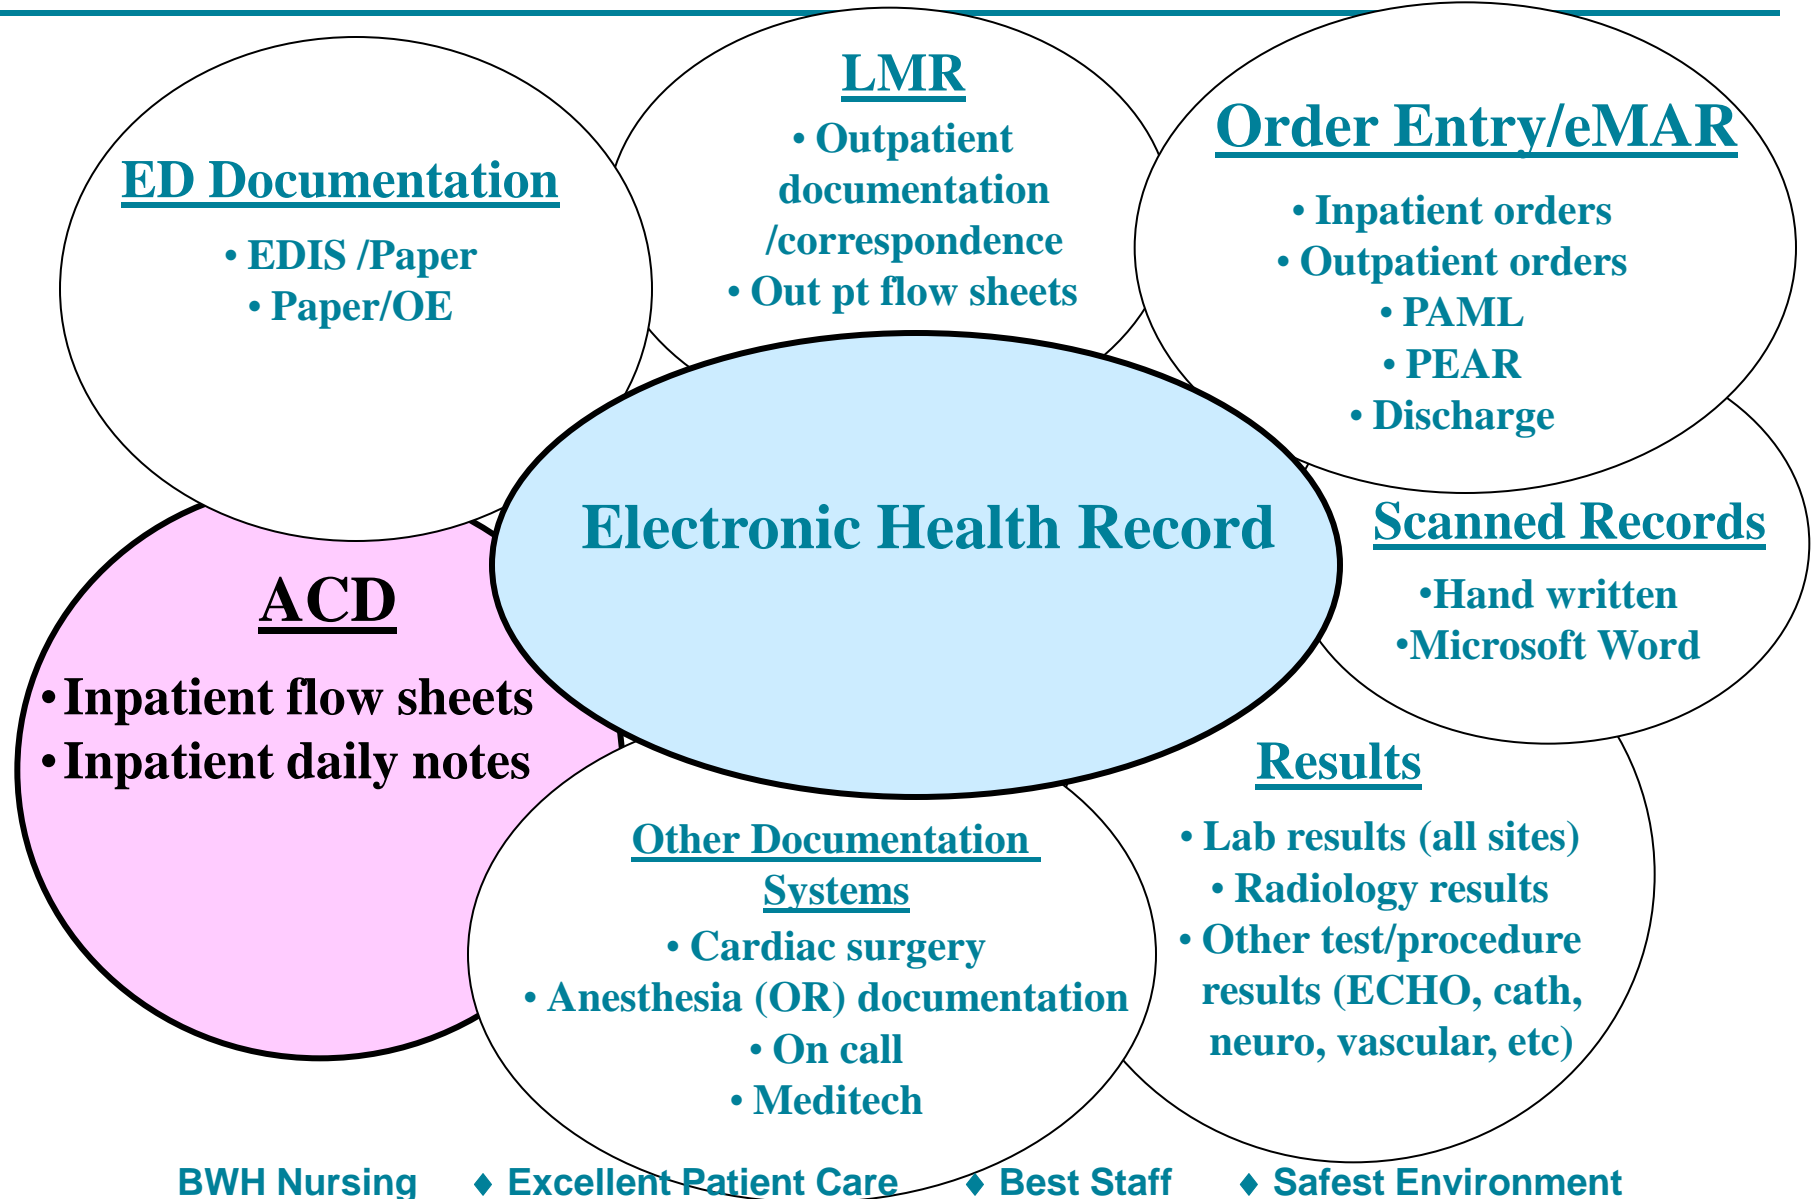 LMR
• Outpatient
documentation
/correspondence
• Out pt flow sheets
Order Entry/eMAR
• Inpatient orders
• Outpatient orders
• PAML
• PEAR
• Discharge
ED Documentation
• EDIS /Paper
• Paper/OE
Electronic Health Record
Scanned Records
•Hand written
•Microsoft Word
ACD
•Inpatient flow sheets
•Inpatient daily notes
Results
• Lab results (all sites)
• Radiology results
• Other test/procedure
results (ECHO, cath,
neuro, vascular, etc)
Other Documentation
Systems
• Cardiac surgery
• Anesthesia (OR) documentation
• On call
• Meditech
BWH Nursing ♦ Excellent Patient Care ♦ Best Staff ♦ Safest Environment